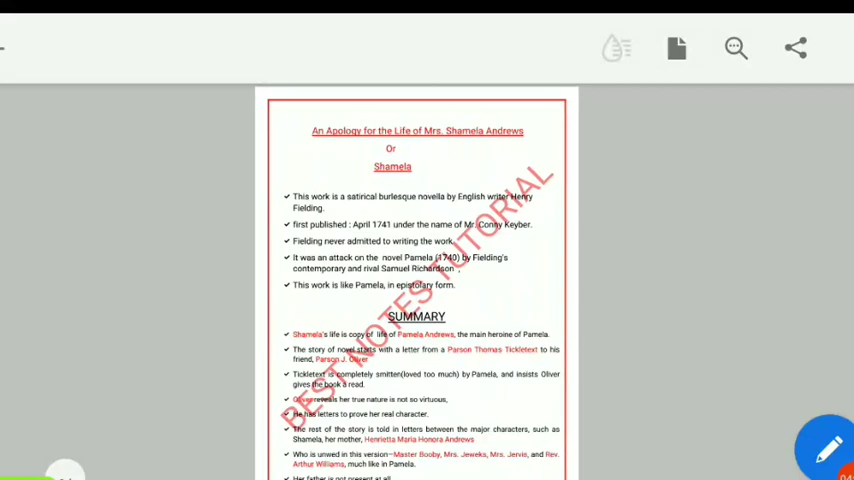 An Apology for the Life of Mrs. Shamela Andrews
Or
Shamela
✓ This work is a satirical burlesque novella by English writer Henry
Fielding.
✓ first published : April 1741 under the name of Mr. Conny Keyber.
✓ Fielding never admitted to writing the work.
✓ It was an attack on the novel Pamela (1740) by Fielding's
contemporary and rival Samuel Richardson ,
✓ This work is like Pamela, in epistolary form.
SUMMARY
✓ Shamela's life is copy of life of Pamela Andrews, the main heroine of Pamela.
✓ The story of novel starts with a letter from a Parson Thomas Tickletext to his
friend, Parson J. Oliver
✓ Tickletext is completely smitten(loved too much) by Pamela, and insists Oliver
gives the book a read.
✓ Oliver reveals her true nature is not so virtuous,
✓ He has letters to prove her real character.
✓ The rest of the story is told in letters between the major characters, such as
Shamela, her mother, Henrietta Maria Honora Andrews
✓ Who is unwed in this version—Master Booby, Mrs. Jeweks, Mrs. Jervis, and Rev.
Arthur Williams, much like in Pamela.
✓ Her father is not present at all
BEST NOTES TUTORIAL